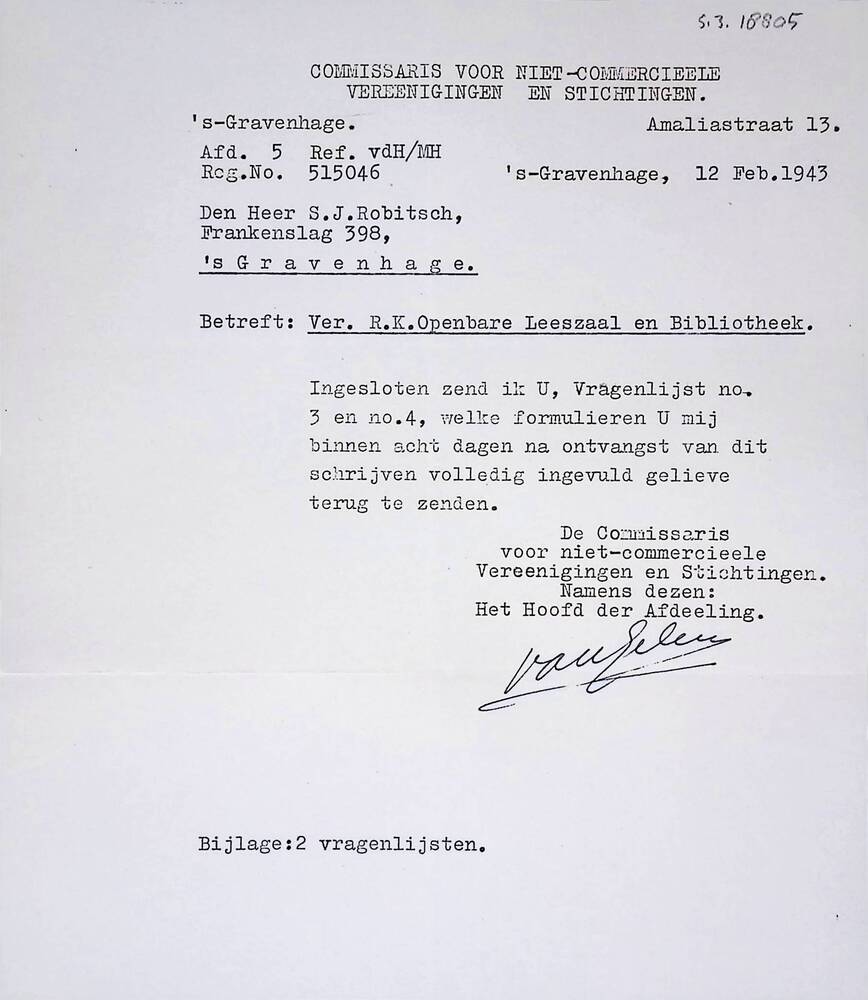 S.J. 18805
COMMISSARIS VOOR NIET-COMMERCIEELE
VEREENIGINGEN EN STICHTINGEN.
's-Gravenhage. Amaliastraat 13.
Afd. 5 Ref. vdH/MH
Reg.No. 515046 's-Gravenhage, 12 Feb.1943
Den Heer S.J.Robitsch,
Frankenslag 398,
's G r a v e n h a g e.
Betreft: Ver. R.K.Openbare Leeszaal en Bibliotheek.
Ingesloten zend ik U, Vragenlijst no.
3 en no.4, welke formulieren U mij
binnen acht dagen na ontvangst van dit
schrijven volledig ingevuld gelieve
terug te zenden.
De Commissaris
voor niet-commercieele
Vereenigingen en Stichtingen.
Namens dezen:
Het Hoofd der Afdeeling.
Bijlage:2 vragenlijsten.